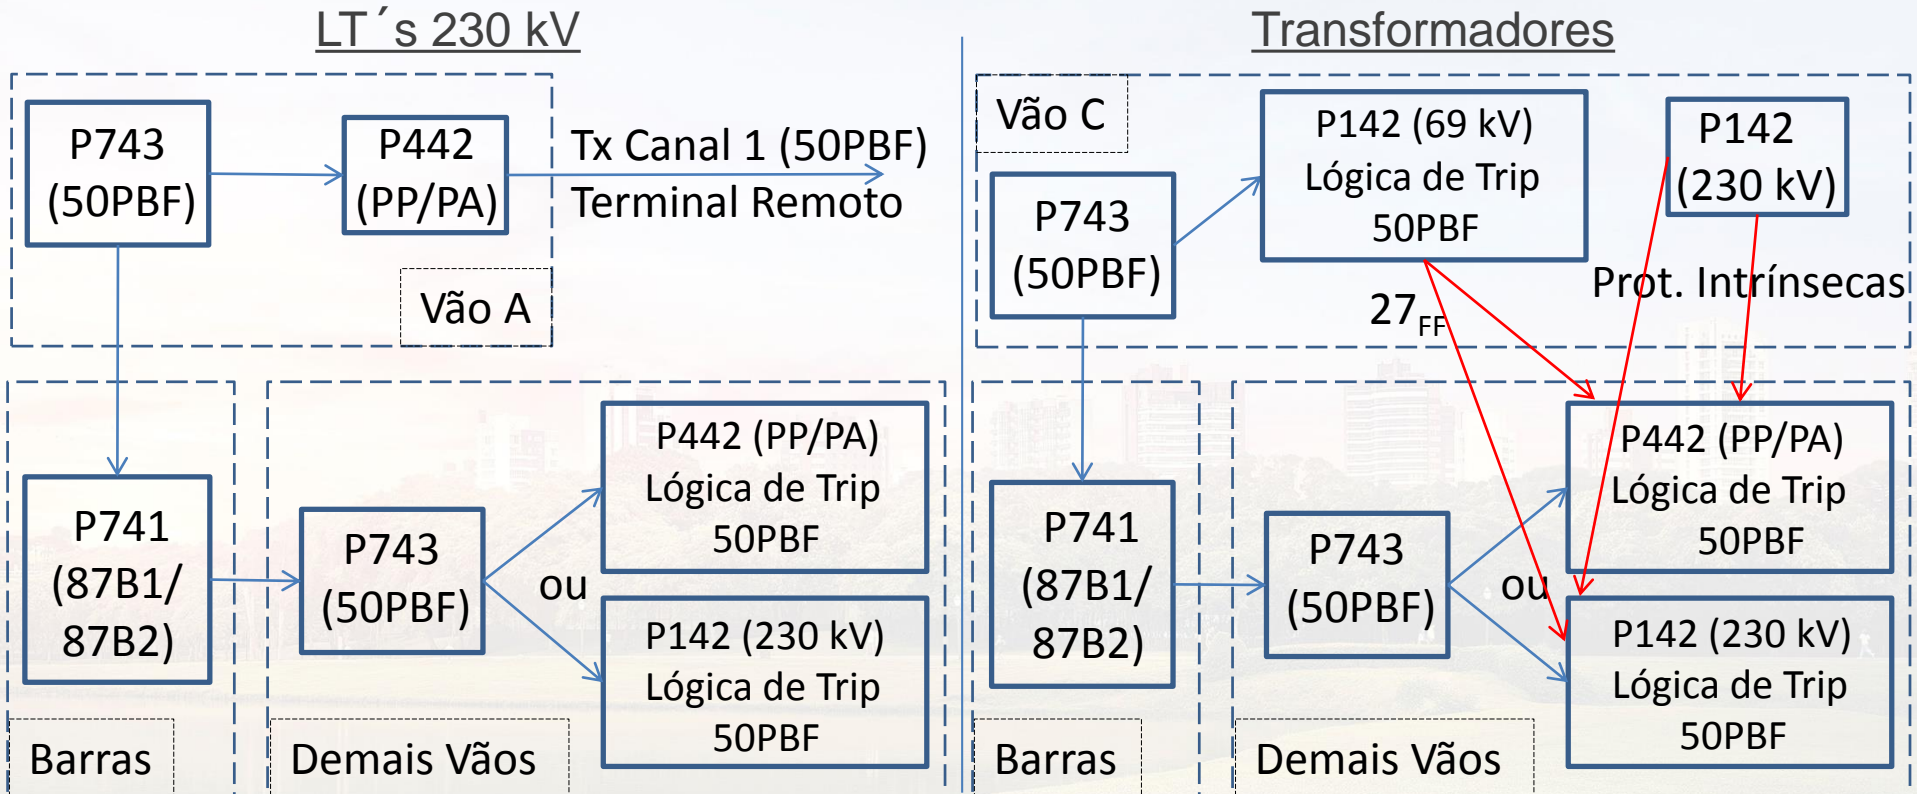 LT´s 230 kV
P743
(50PBF)
P442
(PP/PA)
Tx Canal 1 (50PBF)
Terminal Remoto
Vão A
P741
(87B1/
87B2)
Barras
P743
(50PBF)
ou
P442 (PP/PA)
Lógica de Trip
50PBF
P142 (230 kV)
Lógica de Trip
50PBF
Demais Vãos
Transformadores
Vão C
P743
(50PBF)
P142 (69 kV)
Lógica de Trip
50PBF
P142
(230 kV)
27FF
Prot. Intrínsecas
P741
(87B1/
87B2)
Barras
P743
(50PBF)
ou
P442 (PP/PA)
Lógica de Trip
50PBF
P142 (230 kV)
Lógica de Trip
50PBF
Demais Vãos